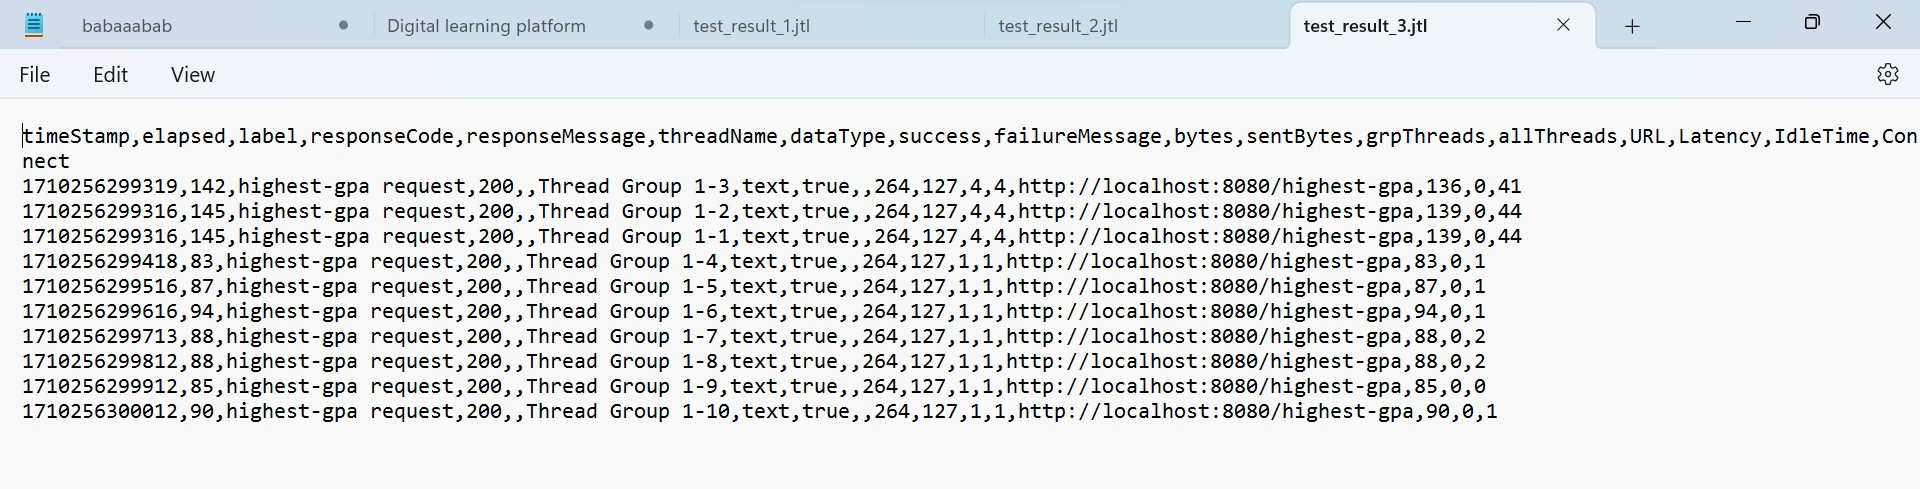 babaaabab
Digital learning platform
test_result_1.jtl
test_result_2.jtl
test_result_3.jtl
File
Edit
View
timeStamp,elapsed,label,responseCode,responseMessage,threadName,dataType,success,failureMessage,bytes,sentBytes,grpThreads,allThreads,URL,Latency,IdleTime,Con
nect
1710256299319,142,highest-gpa request,200,,Thread Group 1-3,text,true,,264,127,4,4,http://localhost:8080/highest-gpa,136,0,41
1710256299316,145,highest-gpa request,200,,Thread Group 1-2,text,true,,264,127,4,4,http://localhost:8080/highest-gpa,139,0,44
1710256299316,145,highest-gpa request,200,,Thread Group 1-1,text,true,,264,127,4,4,http://localhost:8080/highest-gpa,139,0,44
1710256299418,83,highest-gpa request,200,,Thread Group 1-4,text,true,,264,127,1,1,http://localhost:8080/highest-gpa,83,0,1
1710256299516,87,highest-gpa request,200,,Thread Group 1-5,text,true,,264,127,1,1,http://localhost:8080/highest-gpa,87,0,1
1710256299616,94,highest-gpa request,200,,Thread Group 1-6,text,true,,264,127,1,1,http://localhost:8080/highest-gpa,94,0,1
1710256299713,88,highest-gpa request,200,,Thread Group 1-7,text,true,,264,127,1,1,http://localhost:8080/highest-gpa,88,0,2
1710256299812,88,highest-gpa request,200,,Thread Group 1-8,text,true,,264,127,1,1,http://localhost:8080/highest-gpa,88,0,2
1710256299912,85,highest-gpa request,200,,Thread Group 1-9,text,true,,264,127,1,1,http://localhost:8080/highest-gpa,85,0,0
1710256300012,90,highest-gpa request,200,,Thread Group 1-10,text,true,,264,127,1,1,http://localhost:8080/highest-gpa,90,0,1